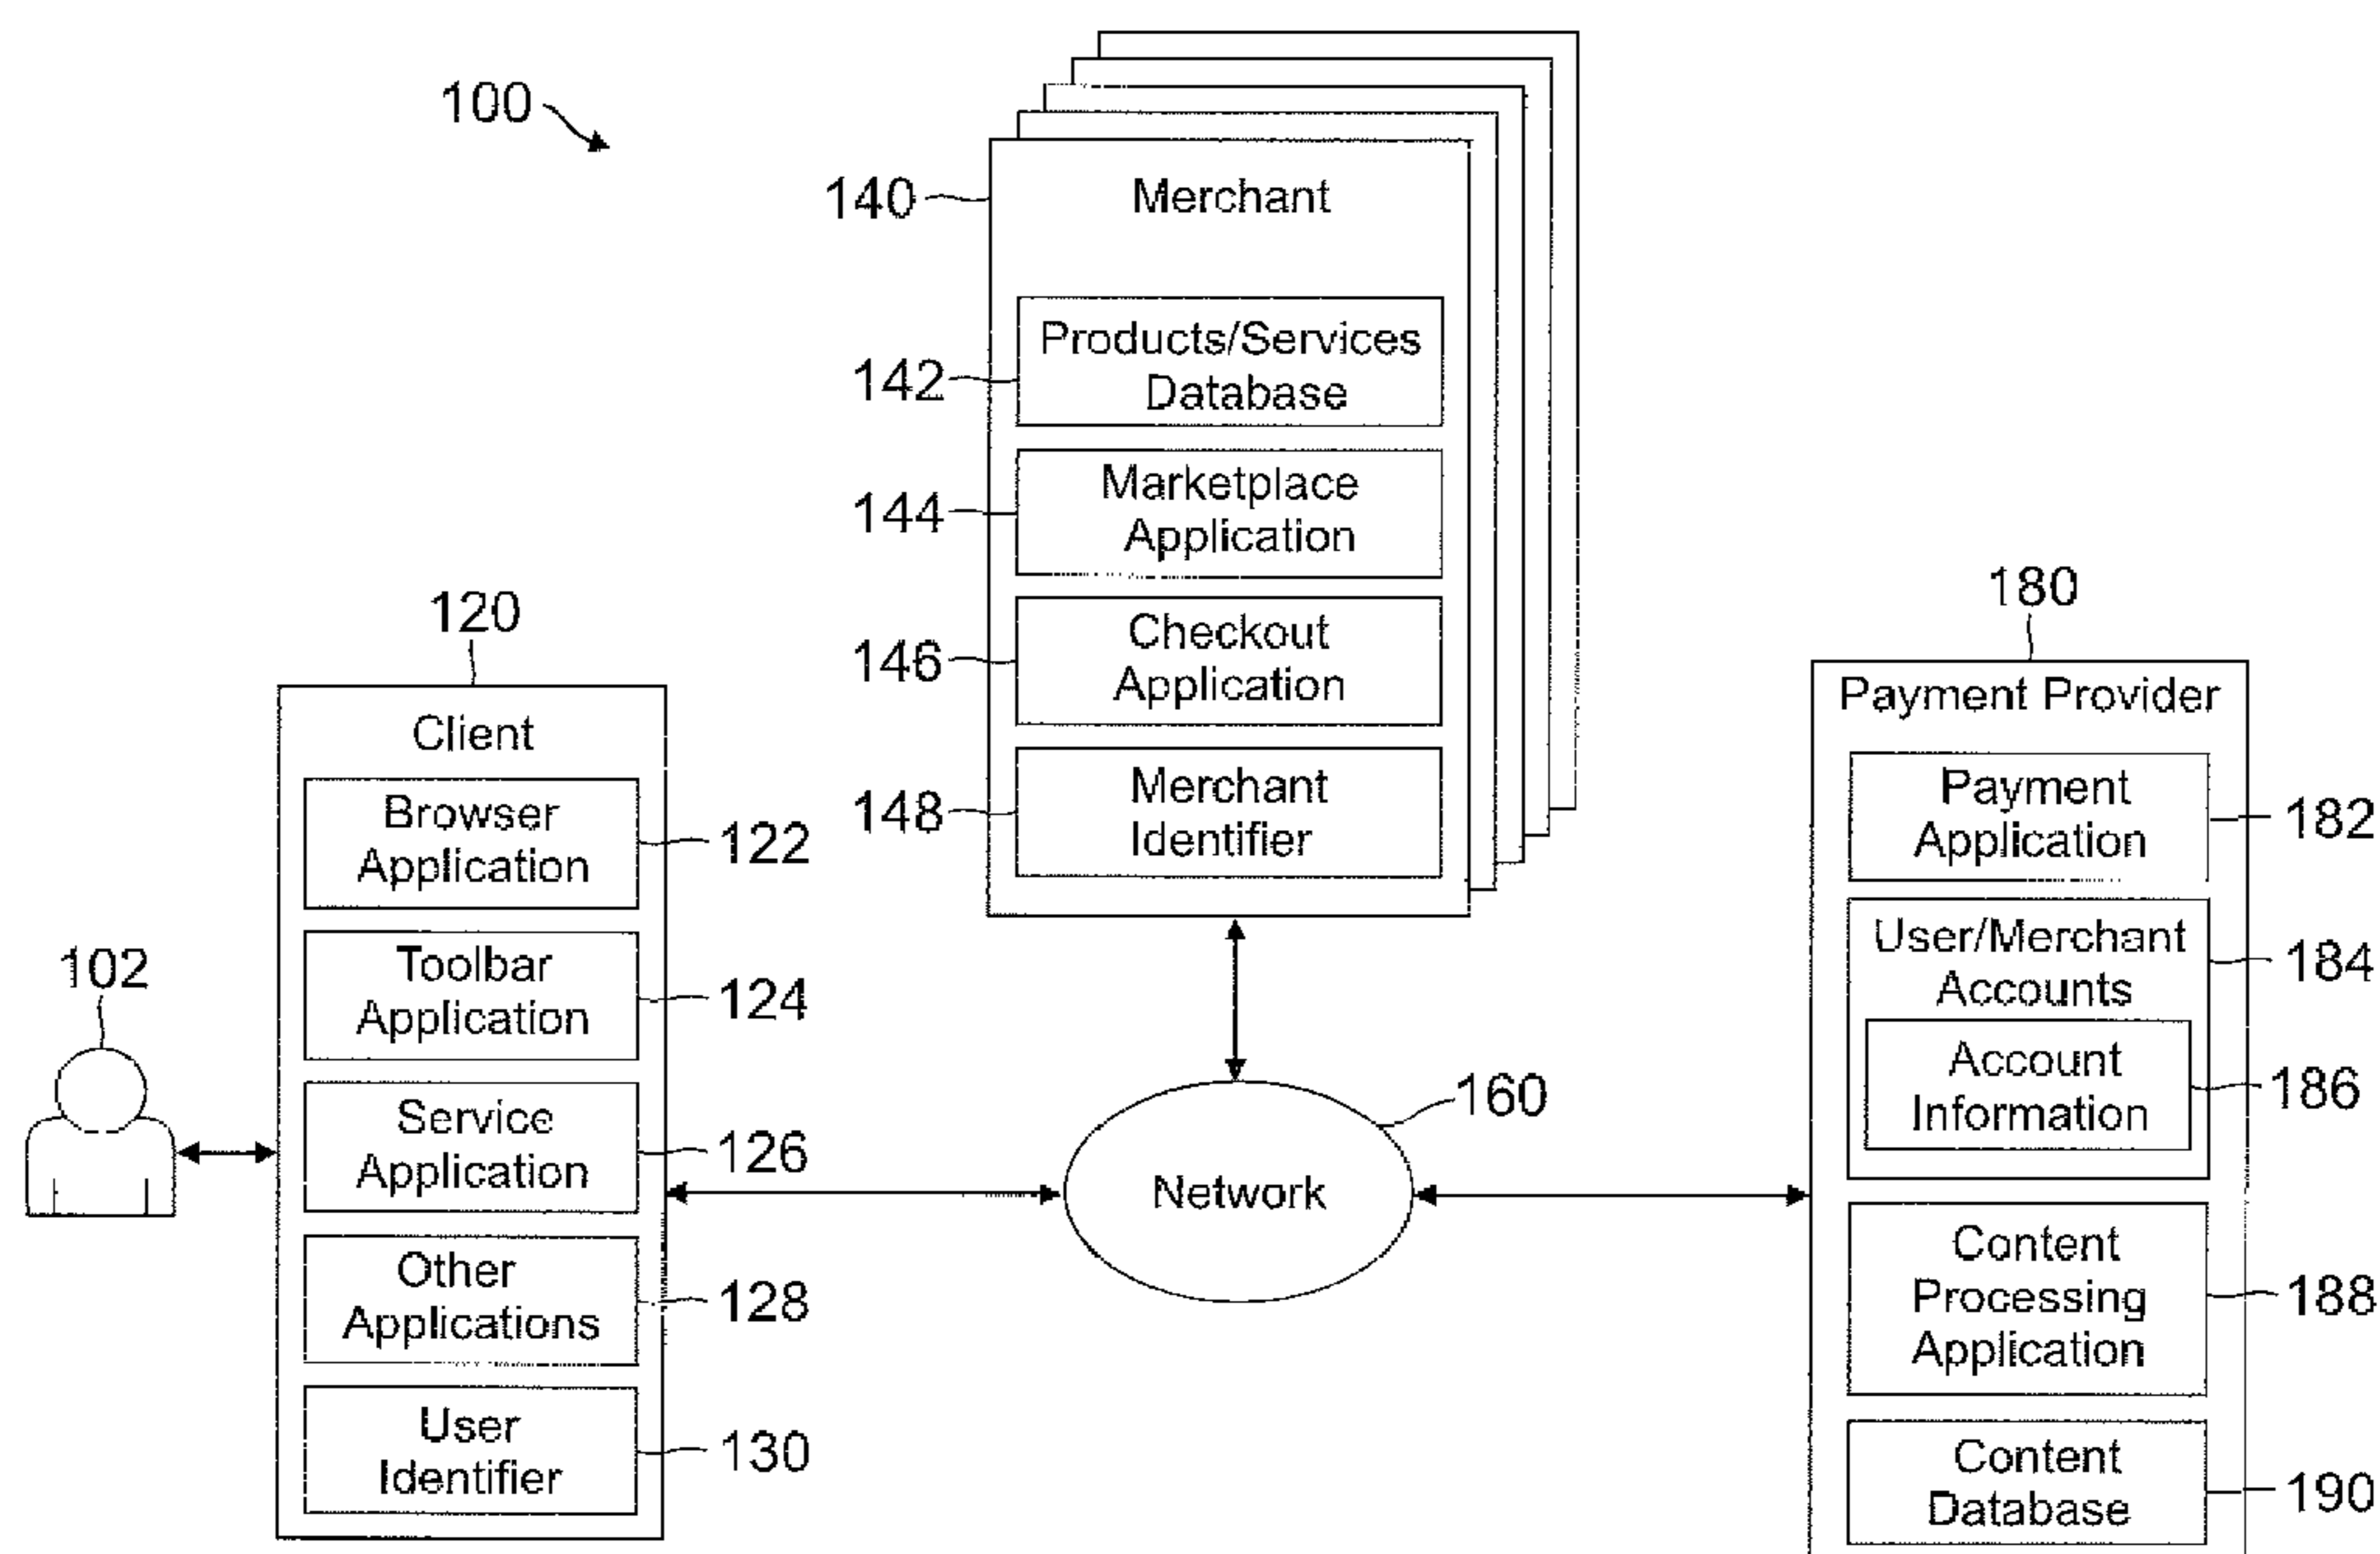 100
140
Merchant
Products/Services
Database
142
Marketplace
Application
144
Checkout
Application
146
Merchant
Identifier
148
120
Client
Browser
Application
122
Toolbar
Application
124
Service
Application
126
Other
Applications
128
User
Identifier
130
102
Network
160
180
Payment Provider
Payment
Application
182
User/Merchant
Accounts
184
Account
Information
186
Content
Processing
Application
188
Content
Database
190